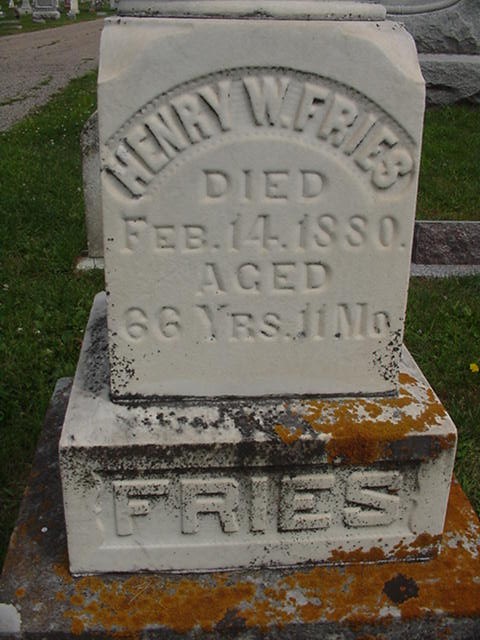 HENRY W. FRIES
DIED
FEB. 14. 1880.
AGED
66 YRS. 11 MO
FRIES